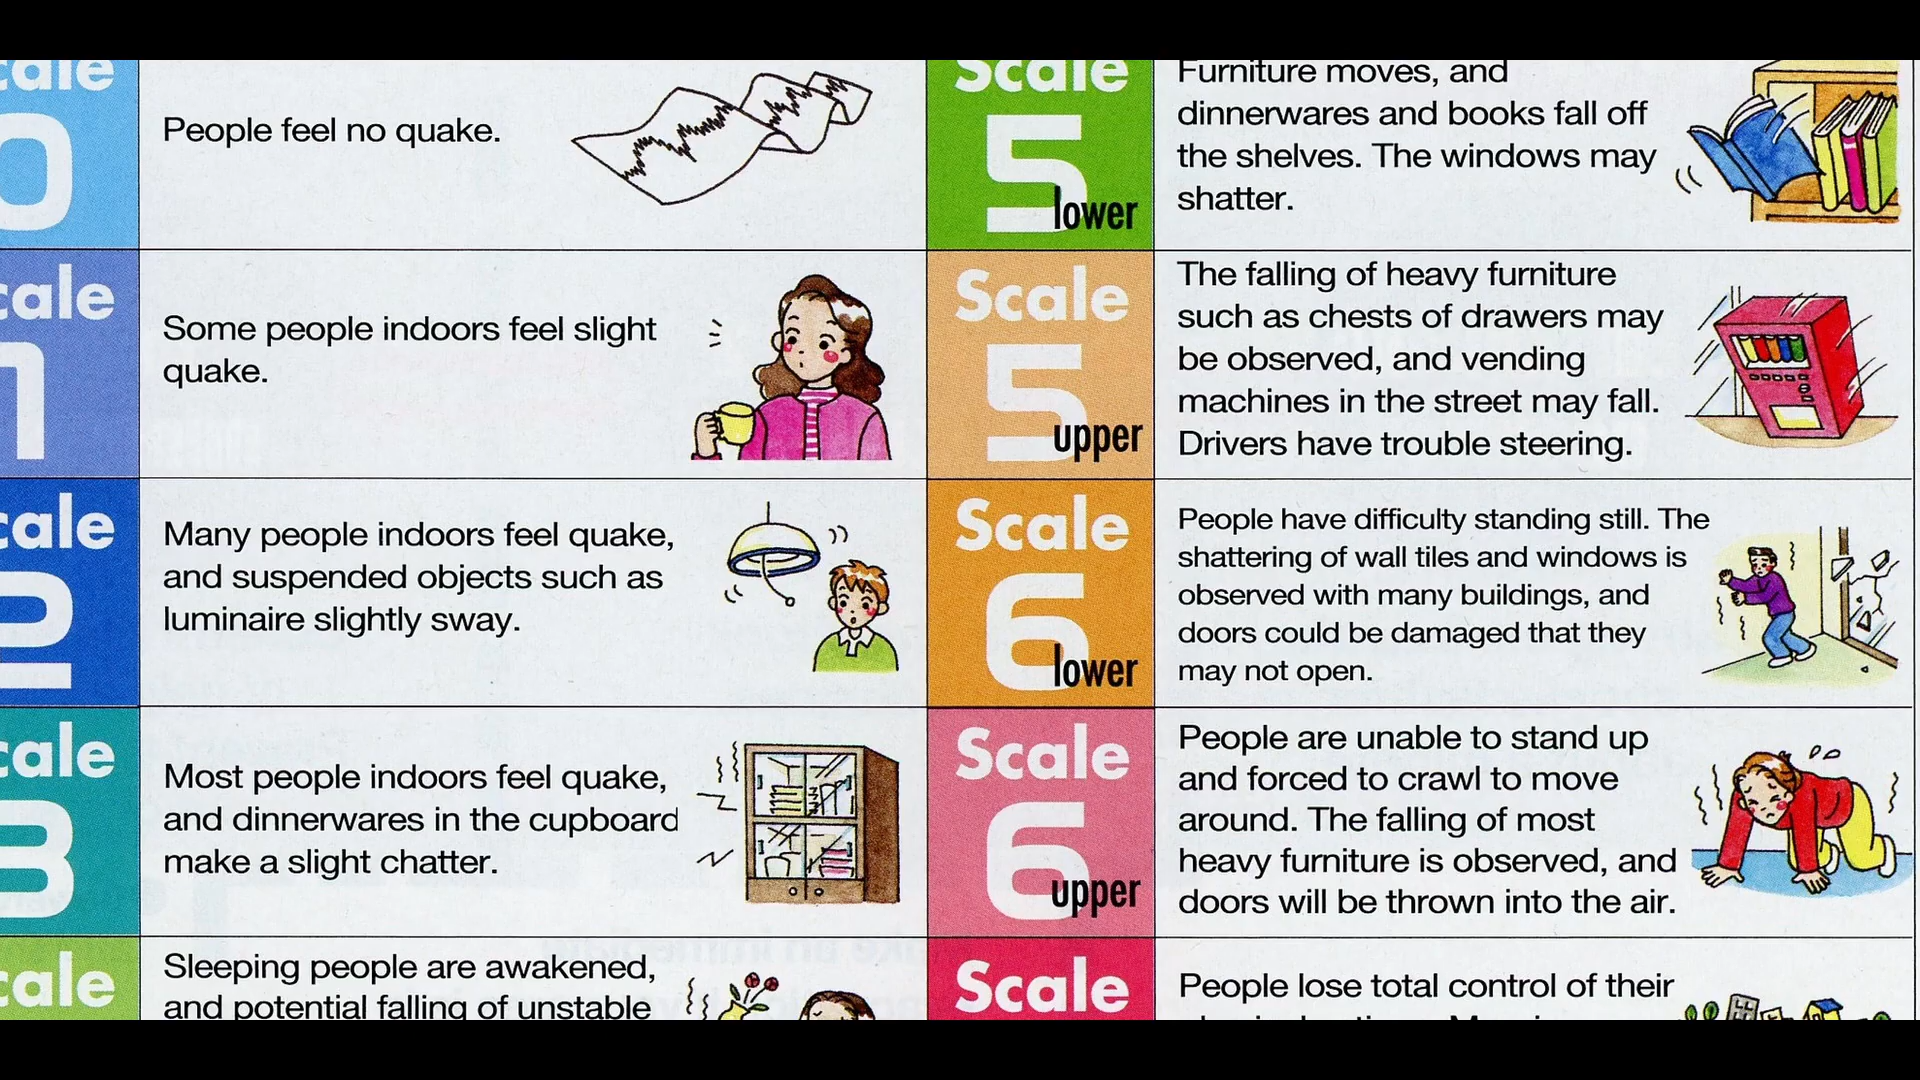 cale
0
People feel no quake.
cale
1
Some people indoors feel slight
quake.
cale
2
Many people indoors feel quake,
and suspended objects such as
luminaire slightly sway.
cale
3
Most people indoors feel quake,
and dinnerwares in the cupboard
make a slight chatter.
cale
Sleeping people are awakened,
and potential falling of unstable
Scale
5
lower
Furniture moves, and
dinnerwares and books fall off
the shelves. The windows may
shatter.
Scale
5
upper
The falling of heavy furniture
such as chests of drawers may
be observed, and vending
machines in the street may fall.
Drivers have trouble steering.
Scale
6
lower
People have difficulty standing still. The
shattering of wall tiles and windows is
observed with many buildings, and
doors could be damaged that they
may not open.
Scale
6
upper
People are unable to stand up
and forced to crawl to move
around. The falling of most
heavy furniture is observed, and
doors will be thrown into the air.
Scale
People lose total control of their